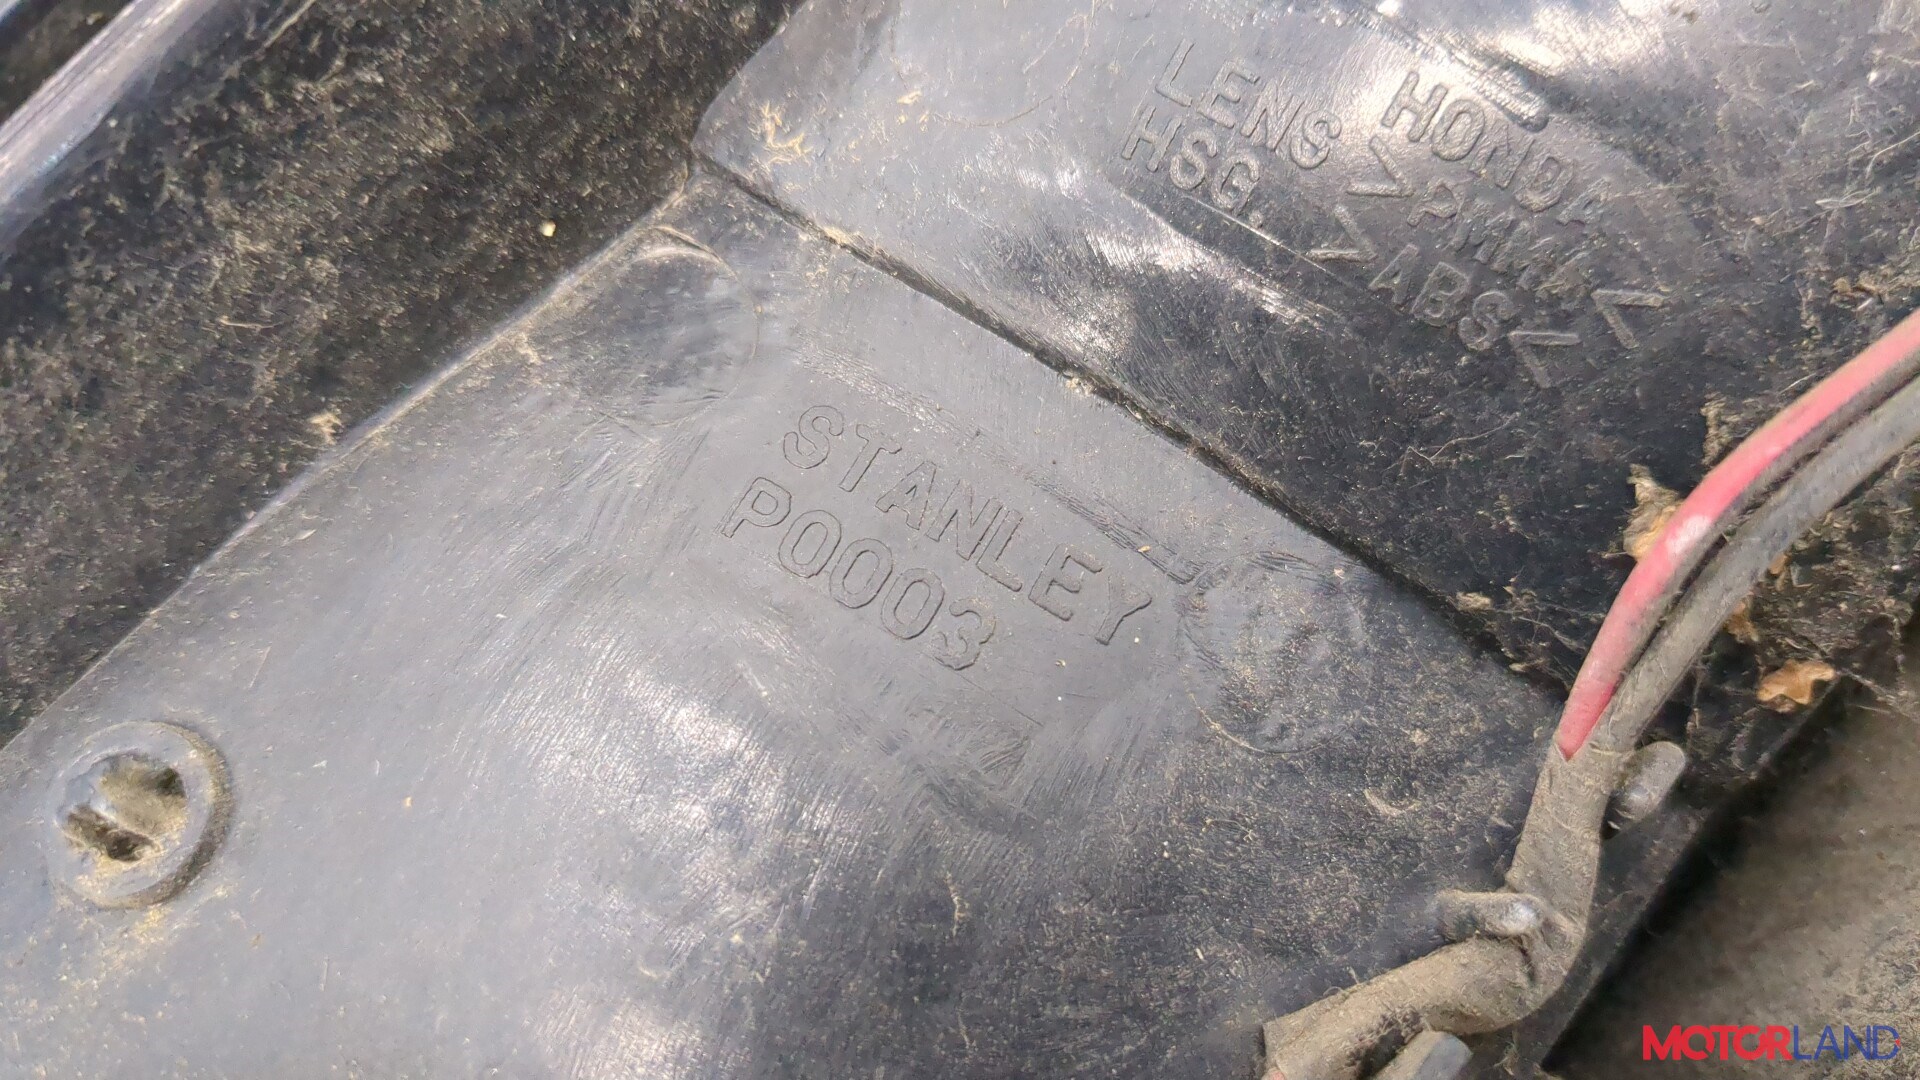 HONDA
LENS >PMMA<
HSG. >ABS<
STANLEY
P0003
MOTORLAND